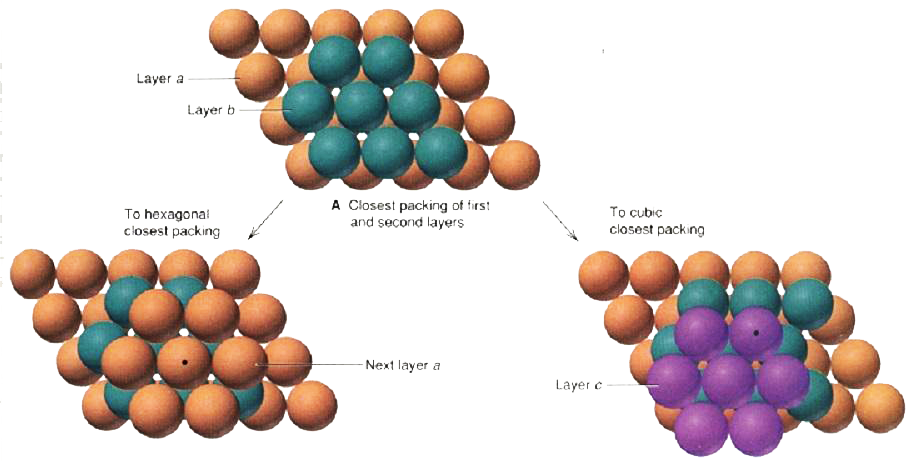 Layer a
Layer b
A Closest packing of first
and second layers
To hexagonal
closest packing
To cubic
closest packing
Next layer a
Layer c